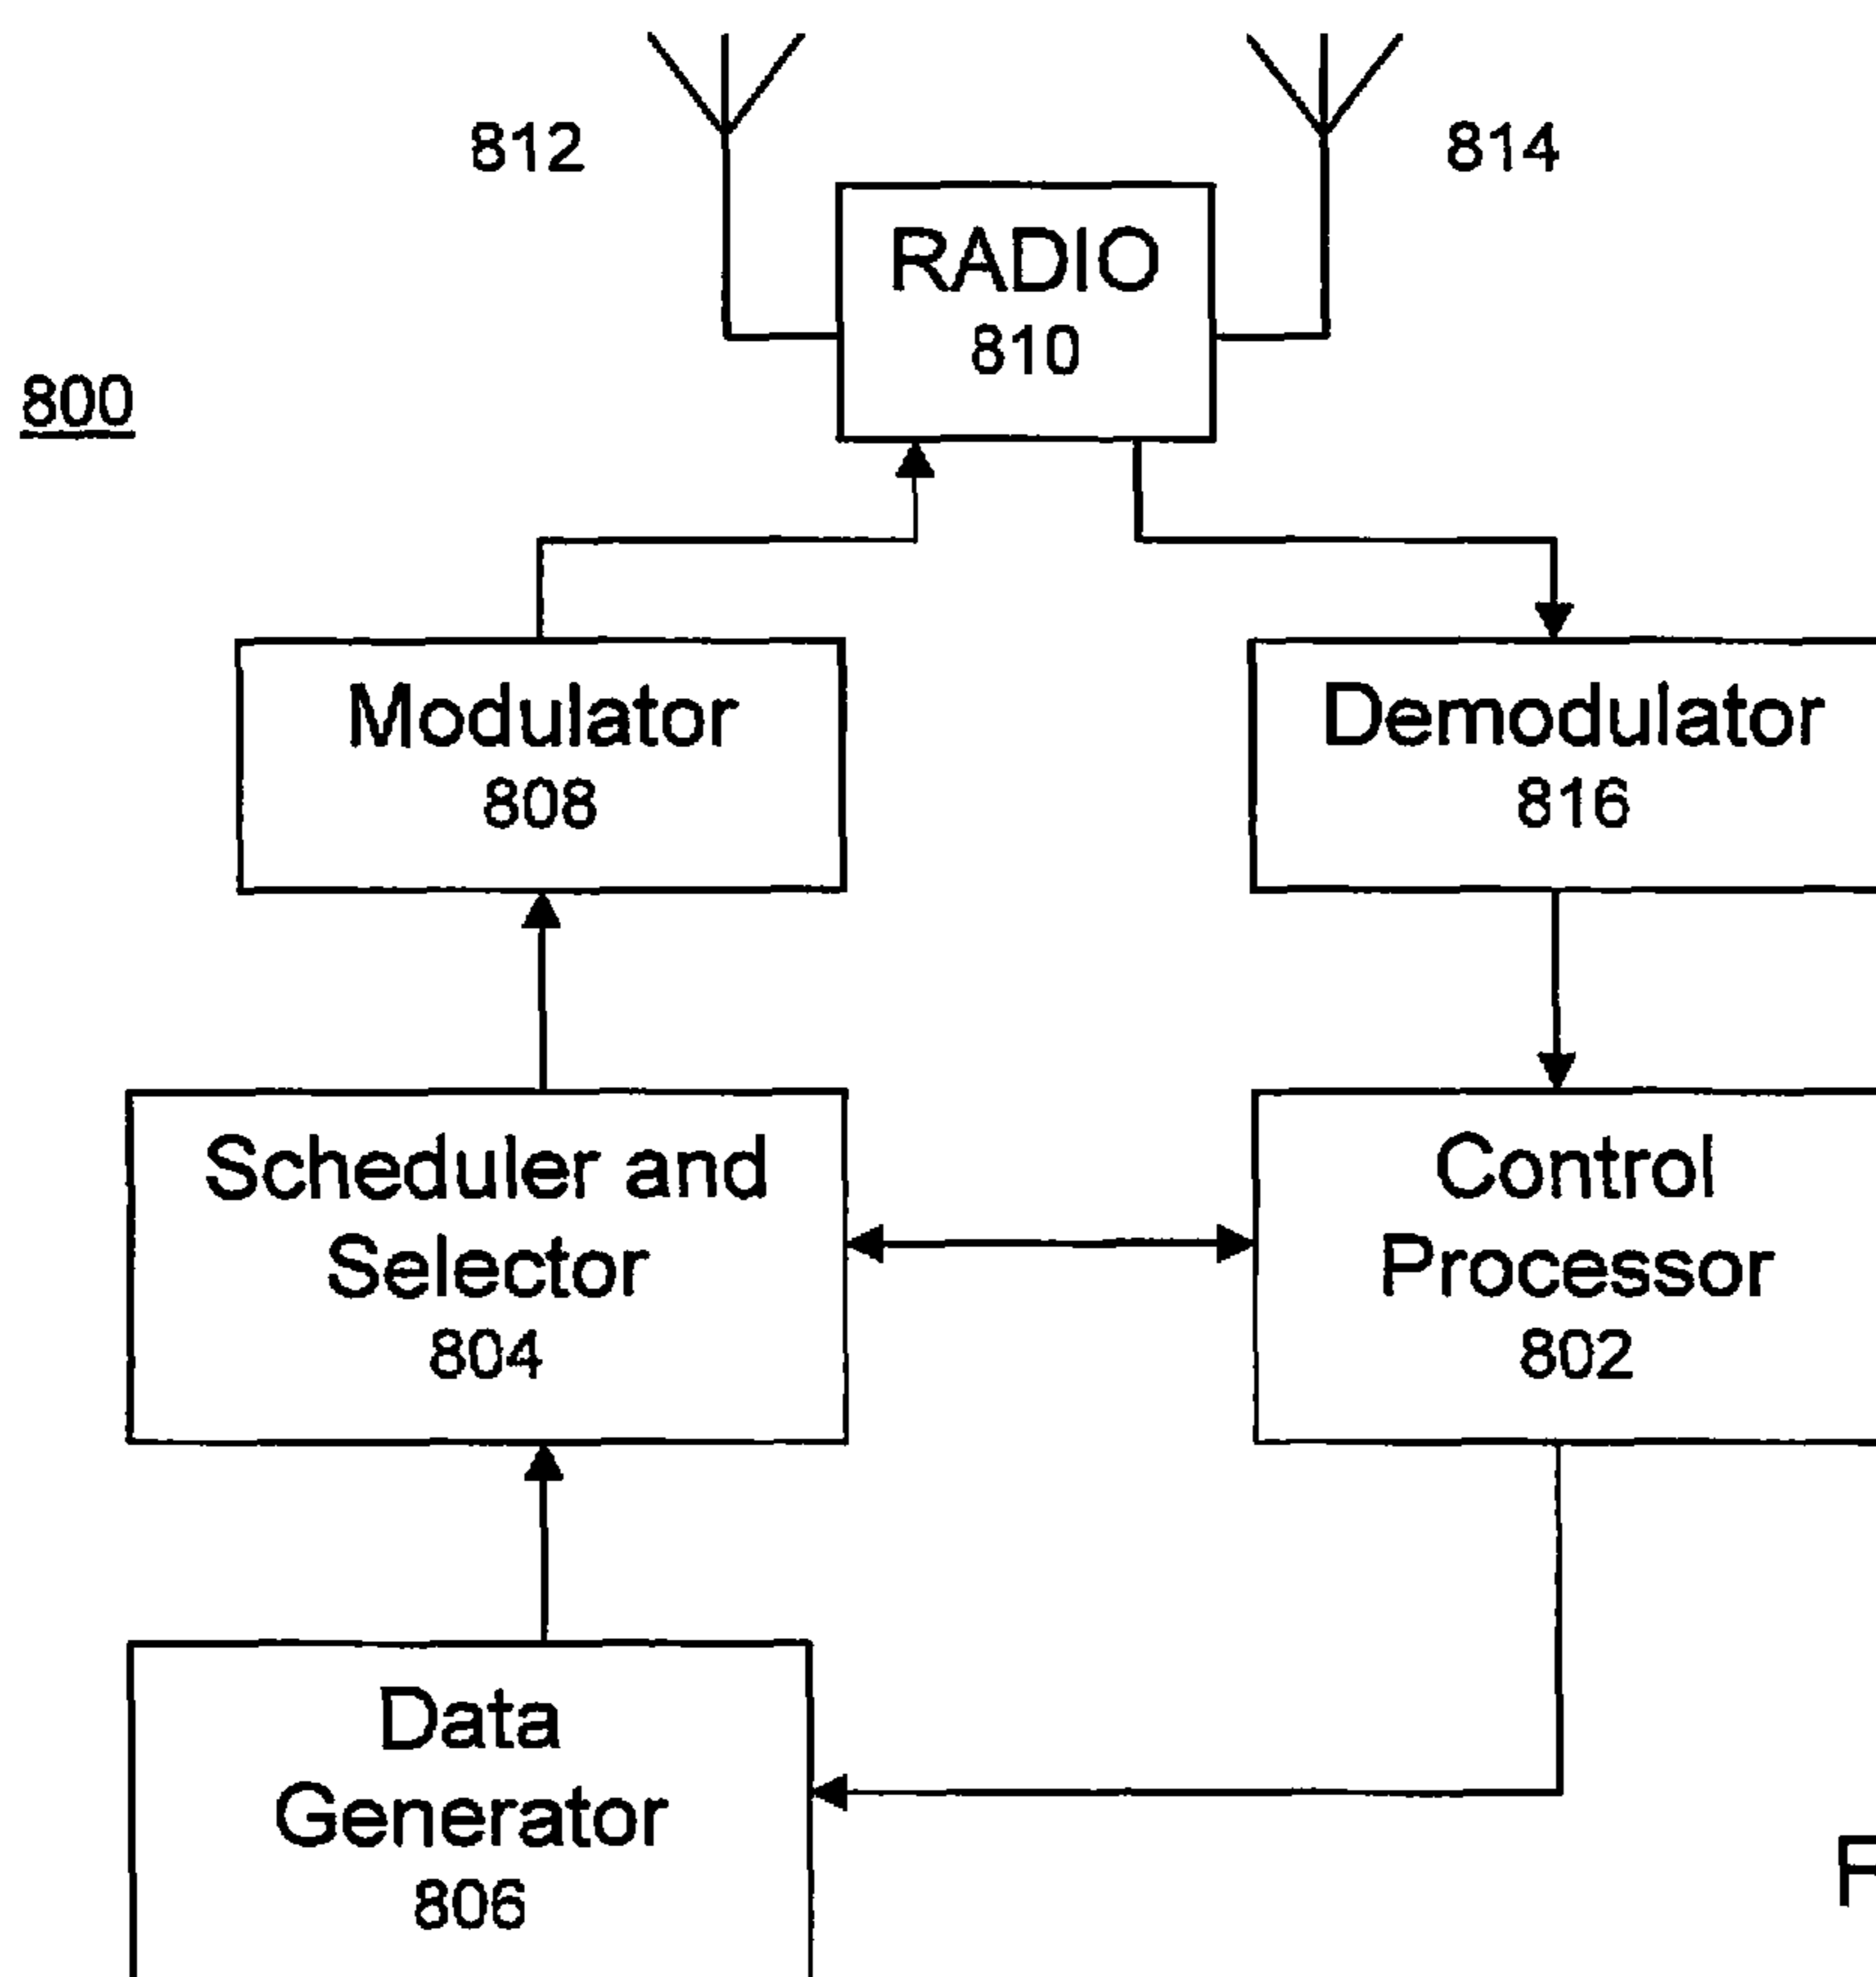 812
814
RADIO
810
800
Modulator
808
Demodulator
816
Scheduler and
Selector
804
Control
Processor
802
Data
Generator
806